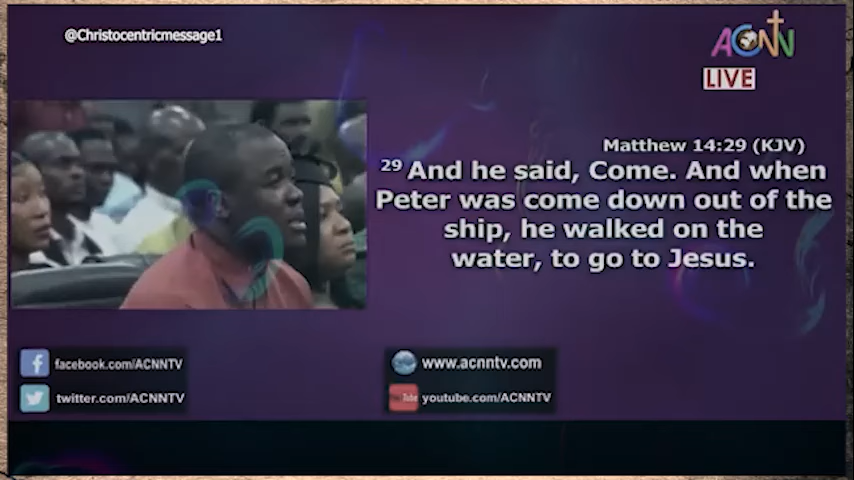 @Christocentricmessage1
ACNN
LIVE
Matthew 14:29 (KJV)
29 And he said, Come. And when
Peter was come down out of the
ship, he walked on the
water, to go to Jesus.
facebook.com/ACNNTV
twitter.com/ACNNTV
www.acnntv.com
youtube.com/ACNNTV